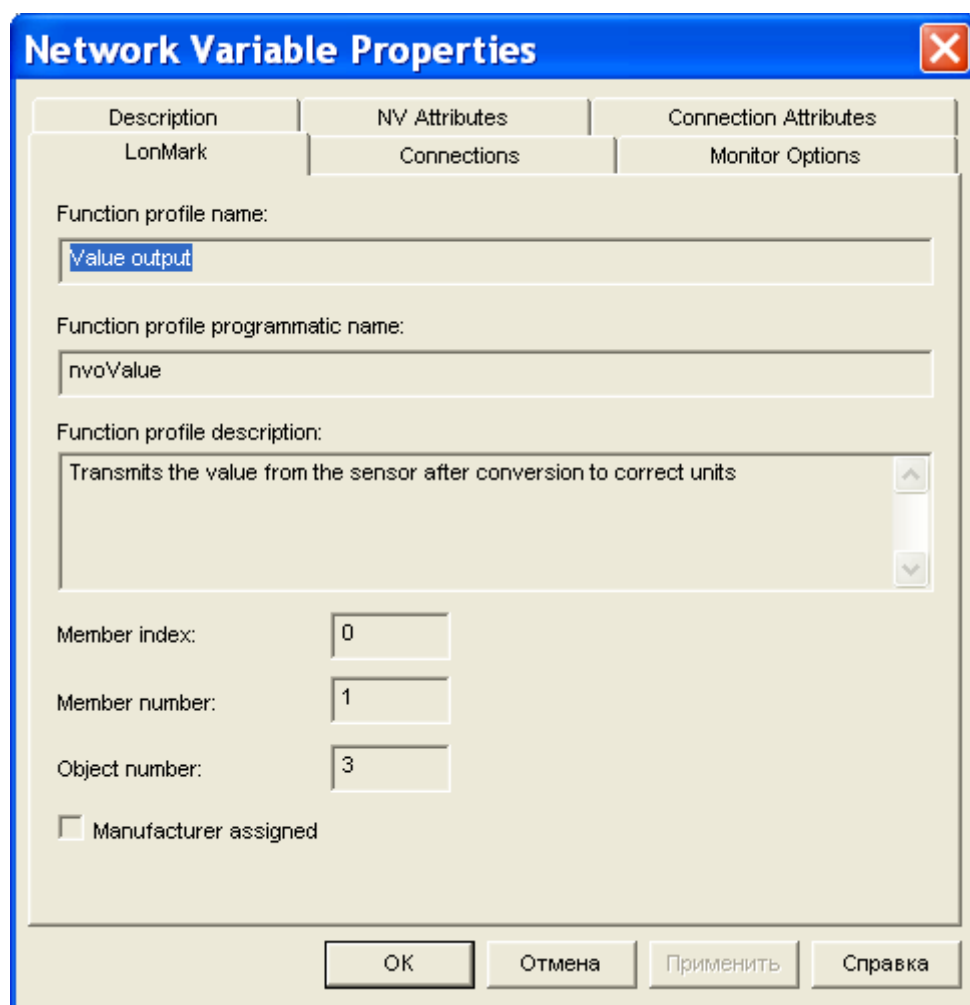 Network Variable Properties
Description NV Attributes Connection Attributes
LonMark Connections Monitor Options
Function profile name:
Value output
Function profile programmatic name:
nvoValue
Function profile description:
Transmits the value from the sensor after conversion to correct units
Member index: 0
Member number: 1
Object number: 3
Manufacturer assigned
OK Отмена Применить Справка